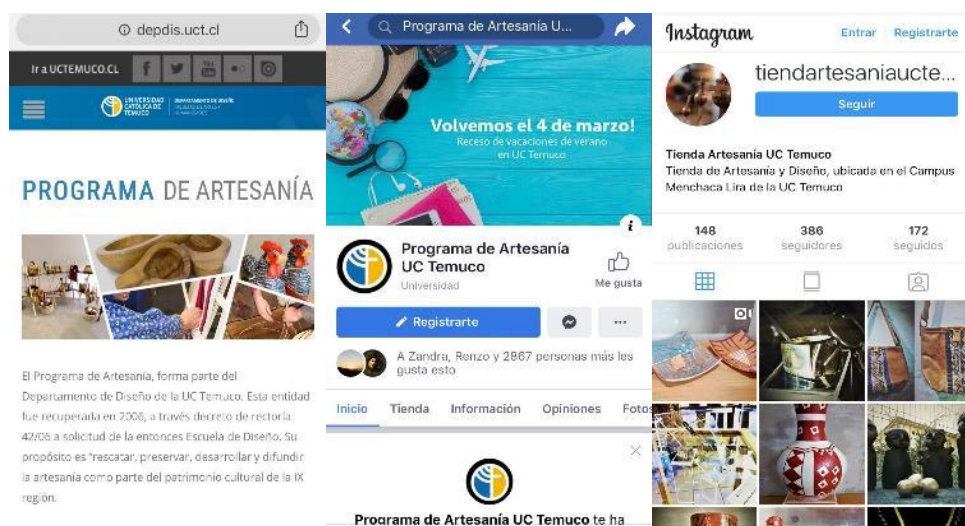 depdis.uct.cl
Ir a UCTEMUCO.CL
UNIVERSIDAD
CATÓLICA DE
TEMUCO
DEPARTAMENTO DE DISEÑO
PROGRAMA DE ARTESANÍA
El Programa de Artesanía, forma parte del
Departamento de Diseño de la UC Temuco. Esta entidad
fue recuperada en 2006, a través decreto de rectoría
42/06 a solicitud de la entonces Escuela de Diseño. Su
propósito es "rescatar, preservar, desarrollar y difundir
la artesanía como parte del patrimonio cultural de la IX
región.
Programa de Artesanía U...
Volvemos el 4 de marzo!
Receso de vacaciones de verano
en UC Temuco
Programa de Artesanía
UC Temuco
Universidad
Me gusta
Registrarte
A Zandra, Renzo y 2867 personas más les
gusta esto
Inicio Tienda Información Opiniones Fotos
Programa de Artesanía UC Temuco te ha
Instagram
Entrar Registrarte
tiendartesaniaucte...
Seguir
Tienda Artesanía UC Temuco
Tienda de Artesanía y Diseño, ubicada en el Campus
Menchaca Lira de la UC Temuco
148 386 172
publicaciones seguidores seguidos